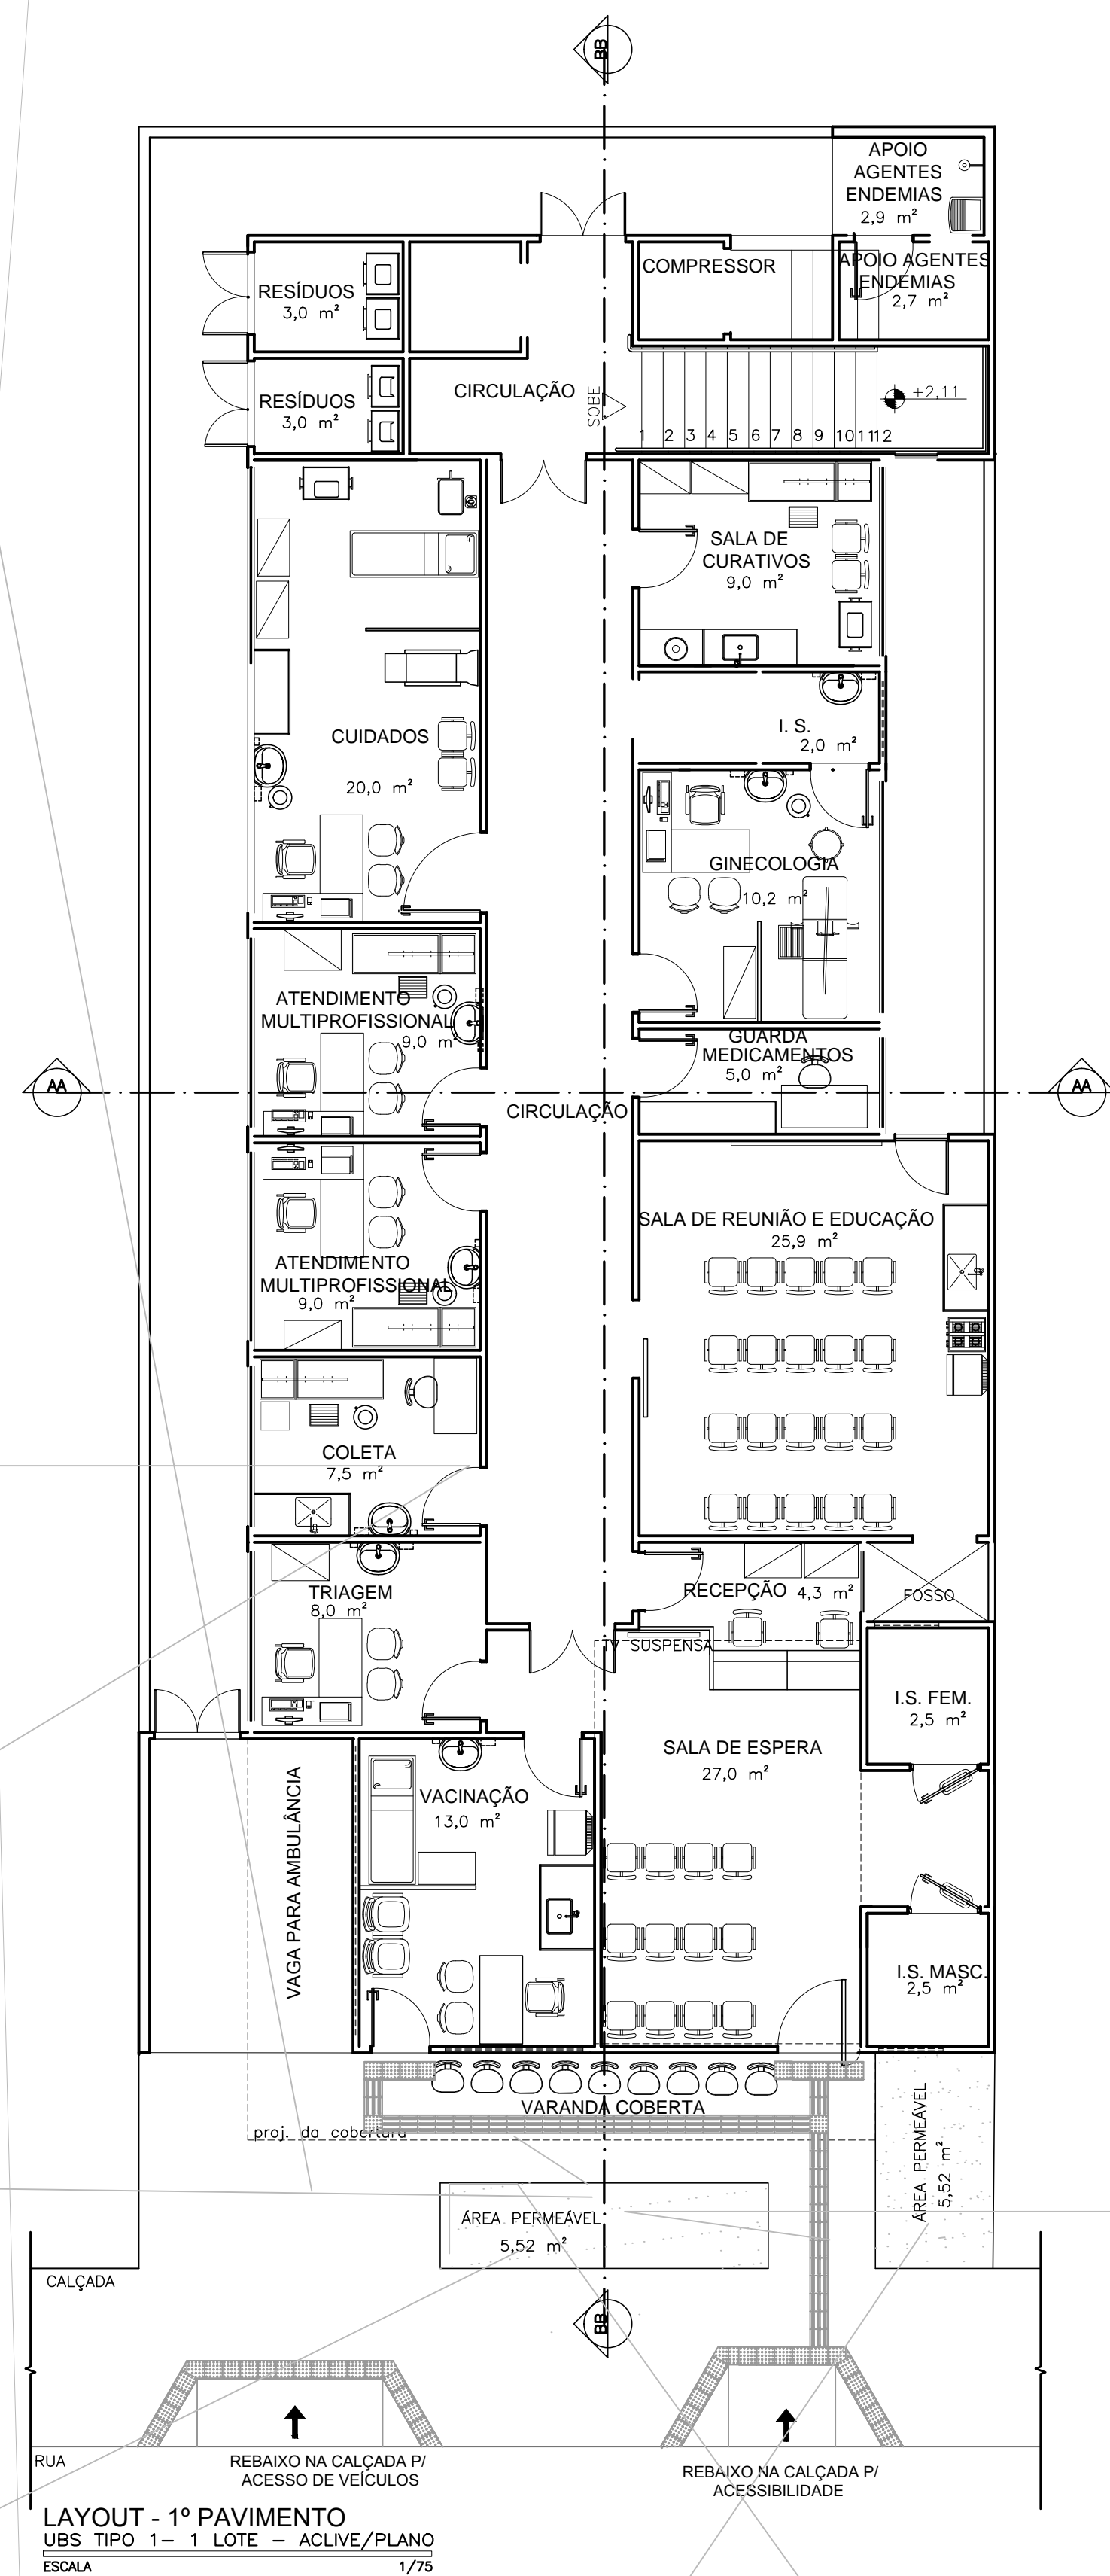 BB
APOIO
AGENTES
ENDEMIAS
2,9 m²
COMPRESSOR
APOIO AGENTES
ENDEMIAS
2,7 m²
RESÍDUOS
3,0 m²
RESÍDUOS
3,0 m²
CIRCULAÇÃO
SOBE
+2,11
1 2 3 4 5 6 7 8 9 10 11 12
SALA DE
CURATIVOS
9,0 m²
CUIDADOS
20,0 m²
I. S.
2,0 m²
GINECOLOGIA
10,2 m²
ATENDIMENTO
MULTIPROFISSIONAL
9,0 m²
GUARDA
MEDICAMENTOS
5,0 m²
AA
AA
CIRCULAÇÃO
SALA DE REUNIÃO E EDUCAÇÃO
25,9 m²
ATENDIMENTO
MULTIPROFISSIONAL
9,0 m²
COLETA
7,5 m²
TRIAGEM
8,0 m²
RECEPÇÃO 4,3 m²
FOSSO
TV SUSPENSA
I.S. FEM.
2,5 m²
SALA DE ESPERA
27,0 m²
VACINAÇÃO
13,0 m²
VAGA PARA AMBULÂNCIA
I.S. MASC.
2,5 m²
VARANDA COBERTA
proj. da cobertura
ÁREA PERMEÁVEL
5,52 m²
ÁREA PERMEÁVEL
5,52 m²
CALÇADA
BB
RUA
REBAIXO NA CALÇADA P/
ACESSO DE VEÍCULOS
REBAIXO NA CALÇADA P/
ACESSIBILIDADE
LAYOUT - 1º PAVIMENTO
UBS TIPO 1- 1 LOTE - ACLIVE/PLANO
ESCALA 1/75